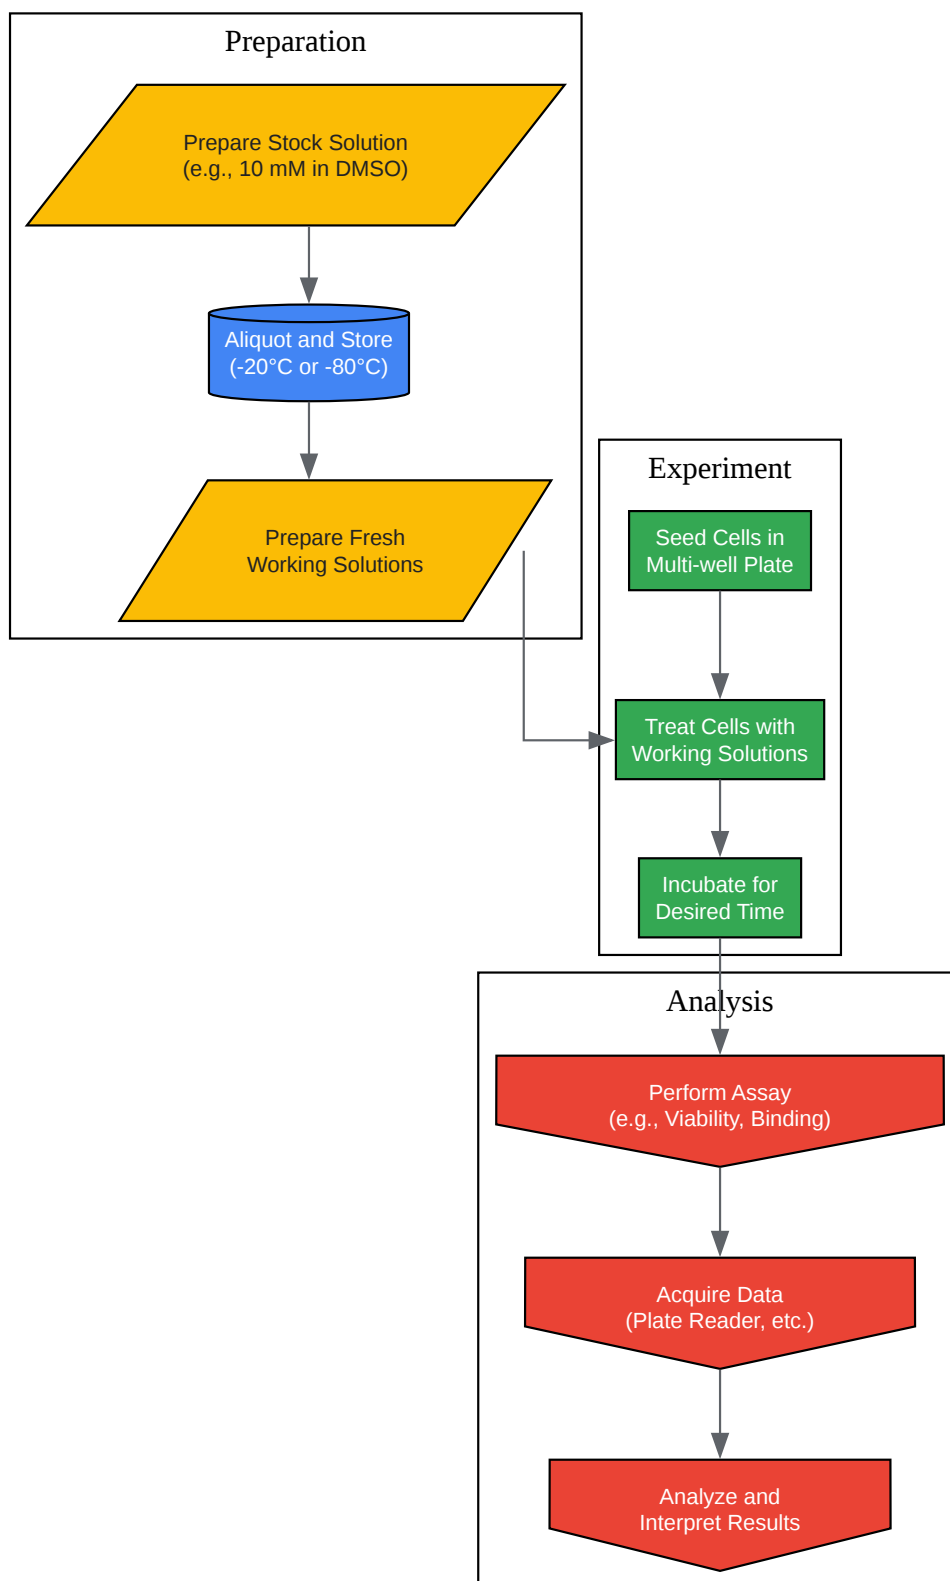 Preparation
Prepare Stock Solution
(e.g., 10 mM in DMSO)
Aliquot and Store
(-20°C or -80°C)
Prepare Fresh
Working Solutions
Experiment
Seed Cells in
Multi-well Plate
Treat Cells with
Working Solutions
Incubate for
Desired Time
Analysis
Perform Assay
(e.g., Viability, Binding)
Acquire Data
(Plate Reader, etc.)
Analyze and
Interpret Results